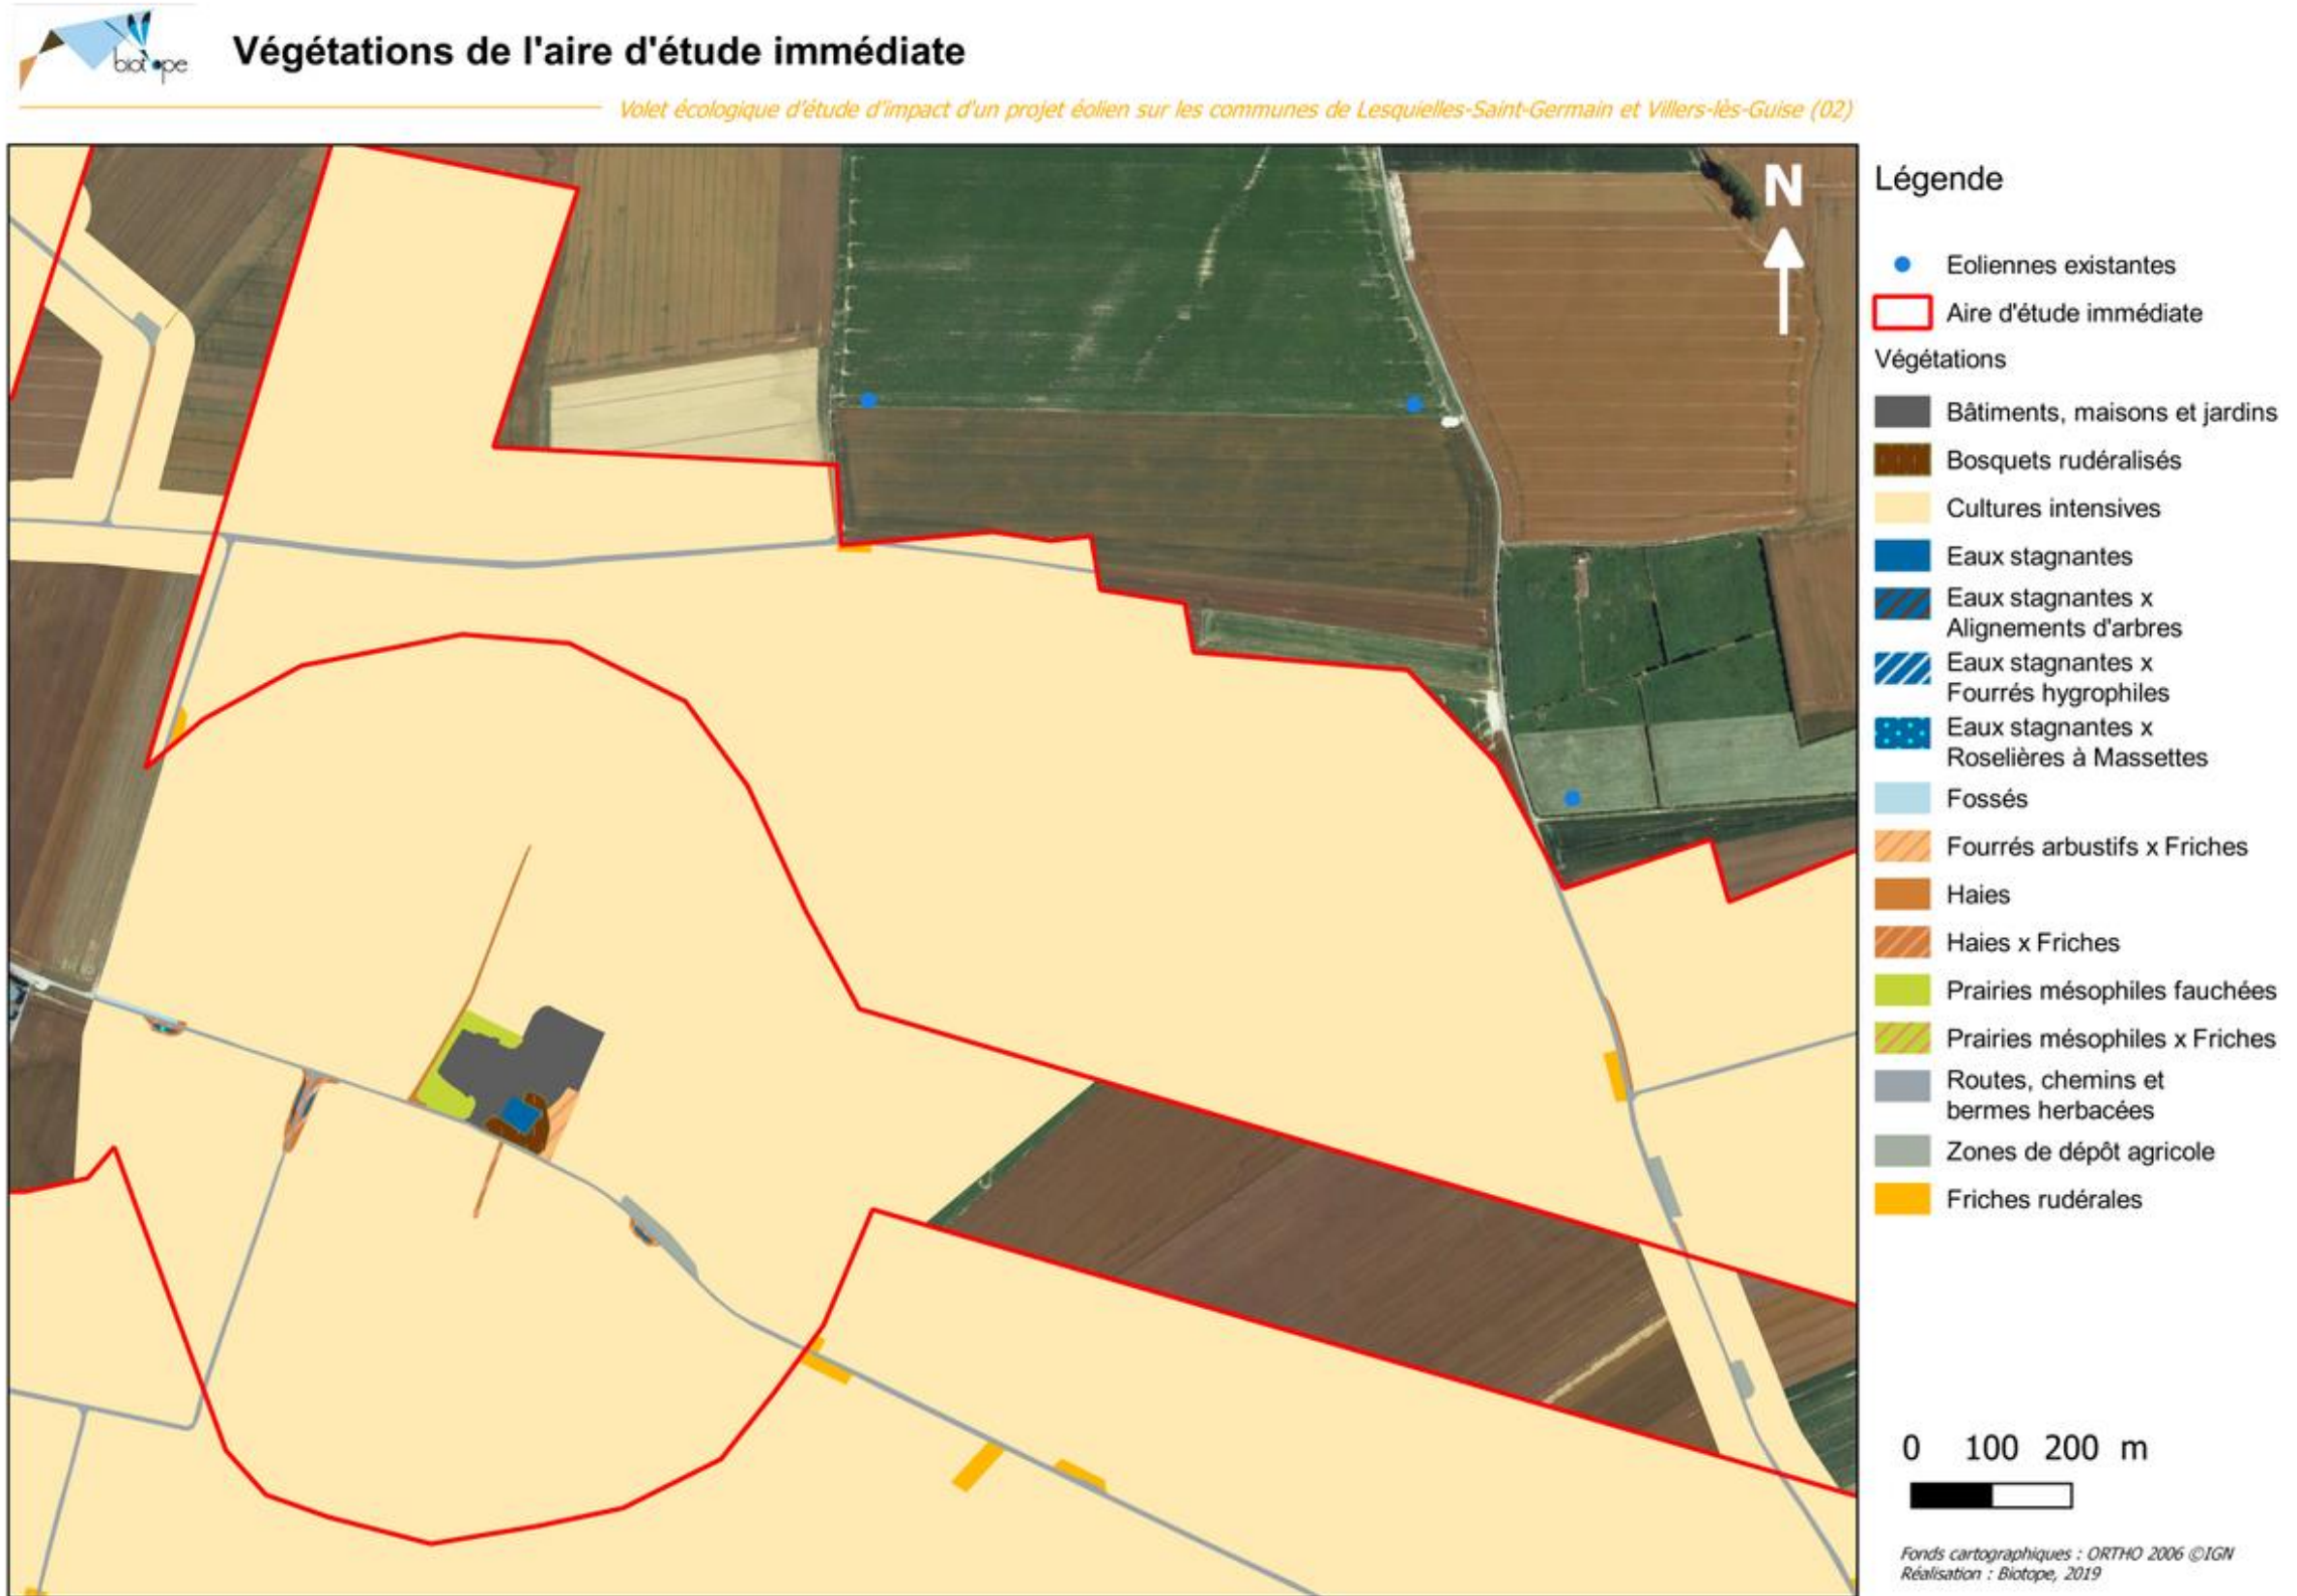 biotope
Végétations de l'aire d'étude immédiate
Volet écologique d'étude d'impact d'un projet éolien sur les communes de Lesquielles-Saint-Germain et Villers-lès-Guise (02)
N
Légende
Eoliennes existantes
Aire d'étude immédiate
Végétations
Bâtiments, maisons et jardins
Bosquets rudéralisés
Cultures intensives
Eaux stagnantes
Eaux stagnantes x
Alignements d'arbres
Eaux stagnantes x
Fourrés hygrophiles
Eaux stagnantes x
Roselières à Massettes
Fossés
Fourrés arbustifs x Friches
Haies
Haies x Friches
Prairies mésophiles fauchées
Prairies mésophiles x Friches
Routes, chemins et
bermes herbacées
Zones de dépôt agricole
Friches rudérales
0 100 200 m
Fonds cartographiques : ORTHO 2006 ©IGN
Réalisation : Biotope, 2019